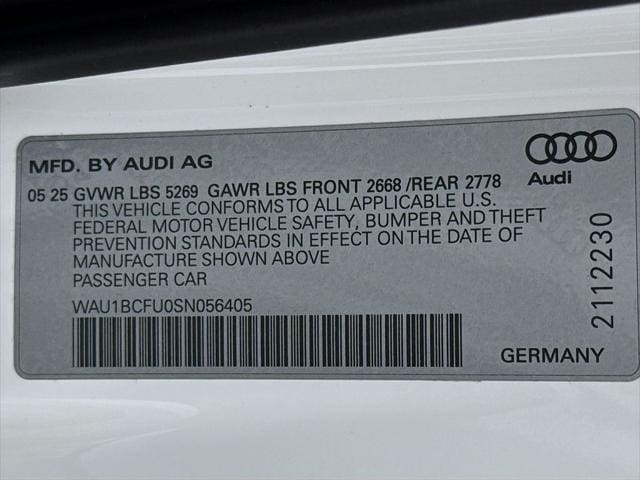 MFD. BY AUDI AG
Audi
05 25 GVWR LBS 5269 GAWR LBS FRONT 2668 /REAR 2778
THIS VEHICLE CONFORMS TO ALL APPLICABLE U.S.
FEDERAL MOTOR VEHICLE SAFETY, BUMPER AND THEFT
PREVENTION STANDARDS IN EFFECT ON THE DATE OF
MANUFACTURE SHOWN ABOVE
PASSENGER CAR
WAU1BCFU0SN056405
2112230
GERMANY